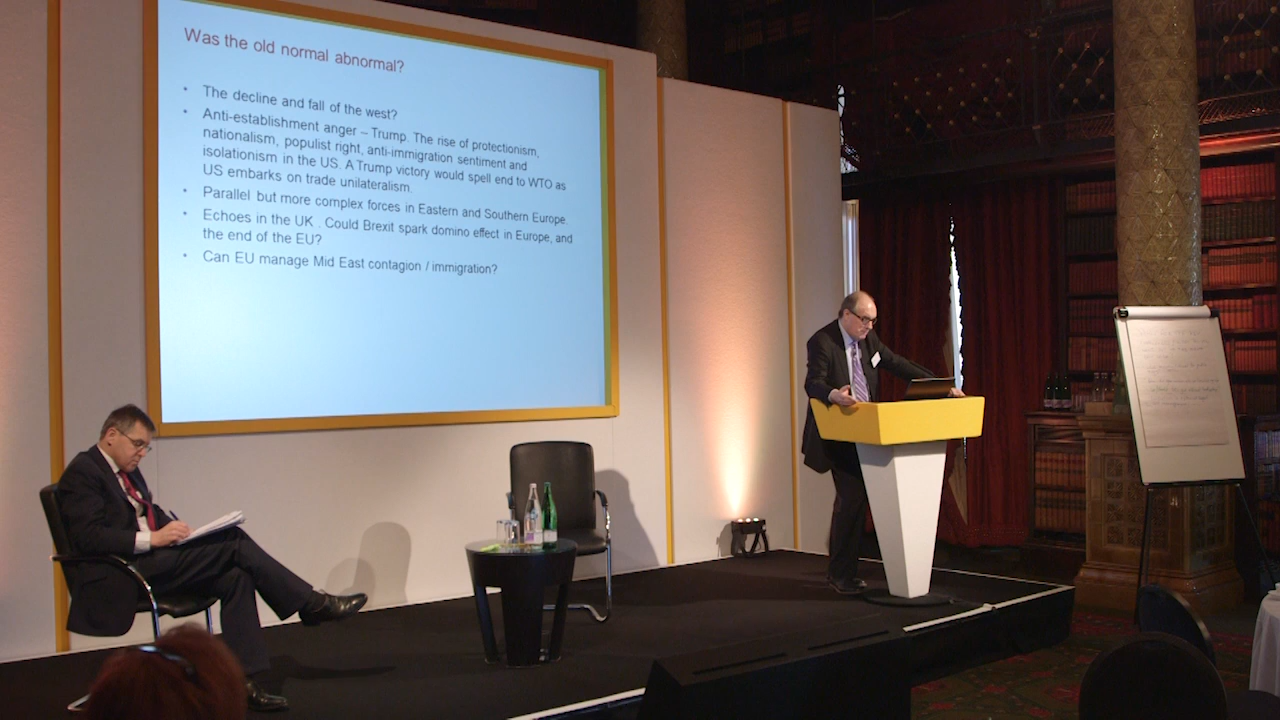 Was the old normal abnormal?
• The decline and fall of the west?
• Anti-establishment anger – Trump. The rise of protectionism,
nationalism, populist right, anti-immigration sentiment and
isolationism in the US. A Trump victory would spell end to WTO as
US embarks on trade unilateralism.
• Parallel but more complex forces in Eastern and Southern Europe.
• Echoes in the UK . Could Brexit spark domino effect in Europe, and
the end of the EU?
• Can EU manage Mid East contagion / immigration?